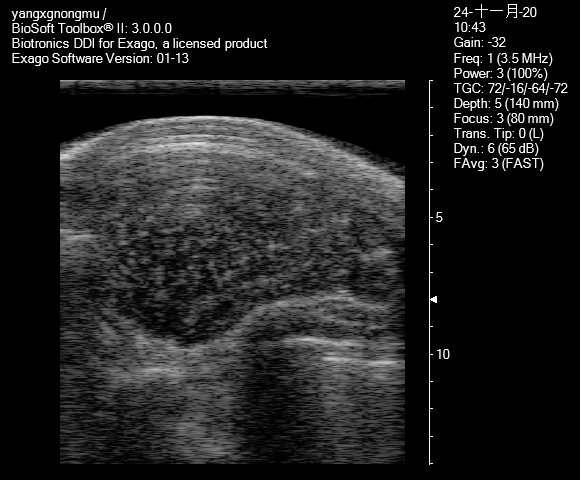 yangxgnongmu /
BioSoft Toolbox® II: 3.0.0.0
Biotronics DDI for Exago, a licensed product
Exago Software Version: 01-13
24-十一月-20
10:43
Gain: -32
Freq: 1 (3.5 MHz)
Power: 3 (100%)
TGC: 72/-16/-64/-72
Depth: 5 (140 mm)
Focus: 3 (80 mm)
Trans. Tip: 0 (L)
Dyn.: 6 (65 dB)
FAvg: 3 (FAST)
5
10